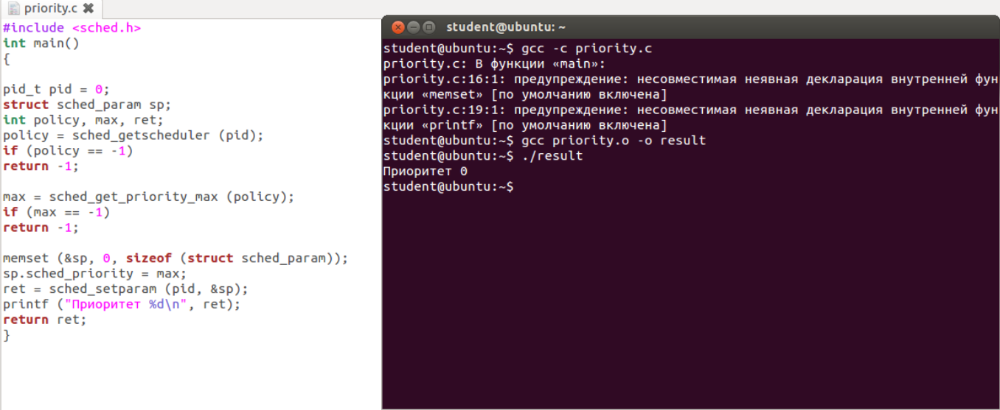 priority.c
#include <sched.h>
int main()
{
pid_t pid = 0;
struct sched_param sp;
int policy, max, ret;
policy = sched_getscheduler (pid);
if (policy == -1)
return -1;
max = sched_get_priority_max (policy);
if (max == -1)
return -1;
memset (&sp, 0, sizeof (struct sched_param));
sp.sched_priority = max;
ret = sched_setparam (pid, &sp);
printf ("Приоритет %d\n", ret);
return ret;
}
student@ubuntu: ~
student@ubuntu:~$ gcc -c priority.c
priority.c: В функции «main»:
priority.c:16:1: предупреждение: несовместимая неявная декларация внутренней фун
кции «memset» [по умолчанию включена]
priority.c:19:1: предупреждение: несовместимая неявная декларация внутренней фун
кции «printf» [по умолчанию включена]
student@ubuntu:~$ gcc priority.o -o result
student@ubuntu:~$ ./result
Приоритет 0
student@ubuntu:~$